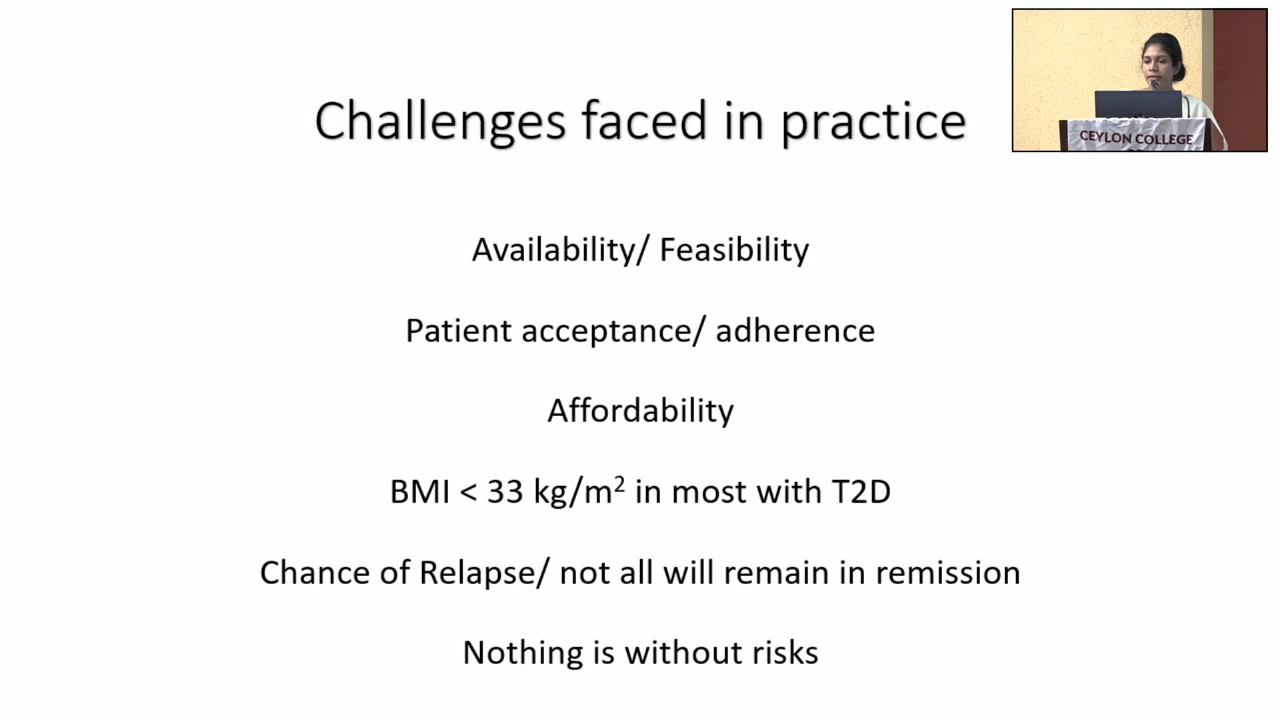 Challenges faced in practice
CEYLON COLLEGE
Availability/ Feasibility
Patient acceptance/ adherence
Affordability
BMI < 33 kg/m² in most with T2D
Chance of Relapse/ not all will remain in remission
Nothing is without risks